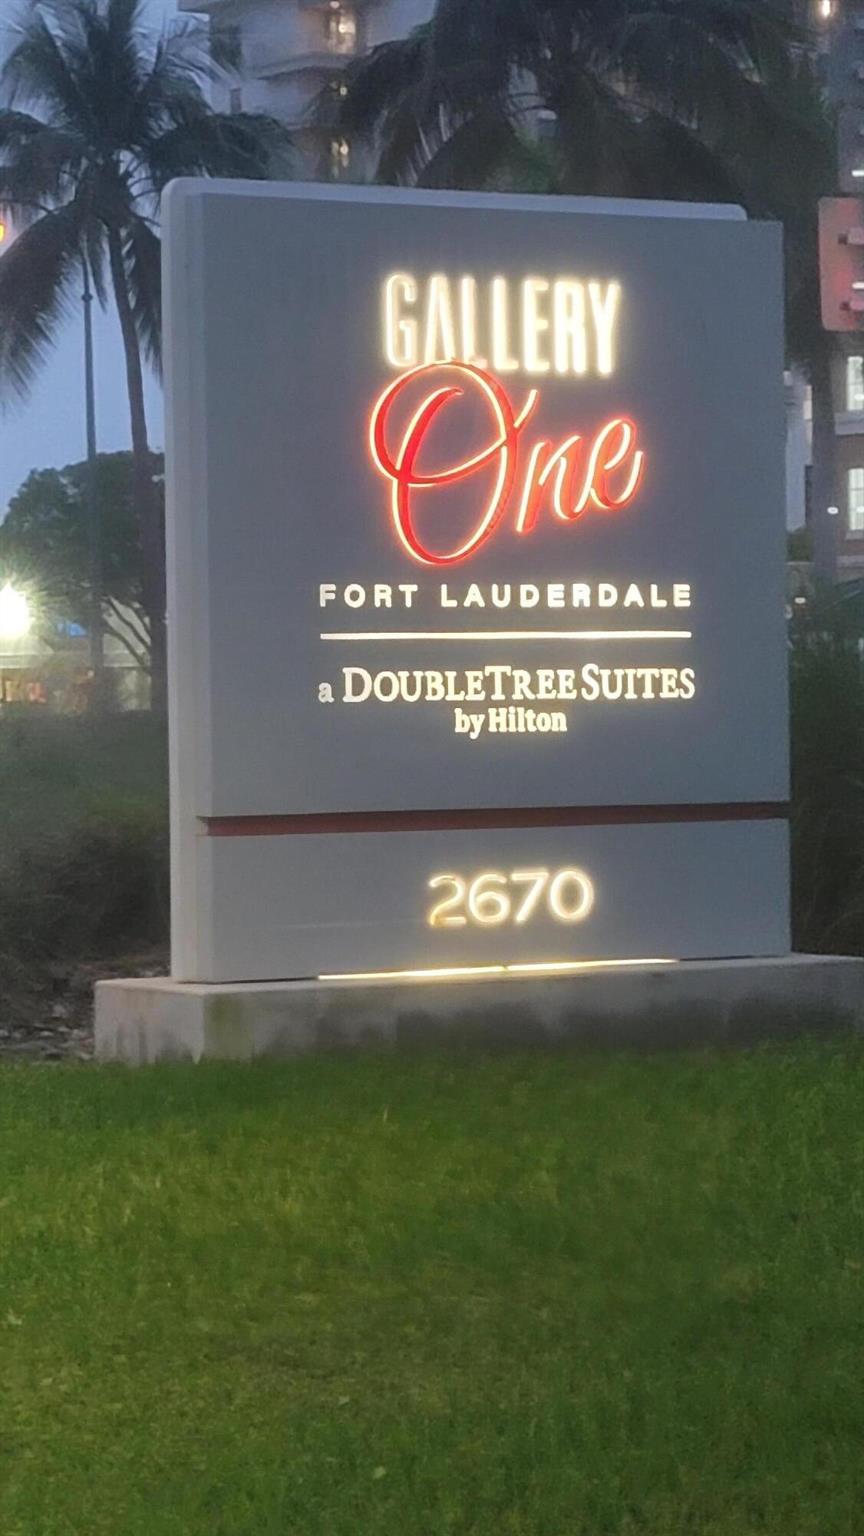 GALLERY
One
FORT LAUDERDALE
a DOUBLETREE SUITES
by Hilton
2670